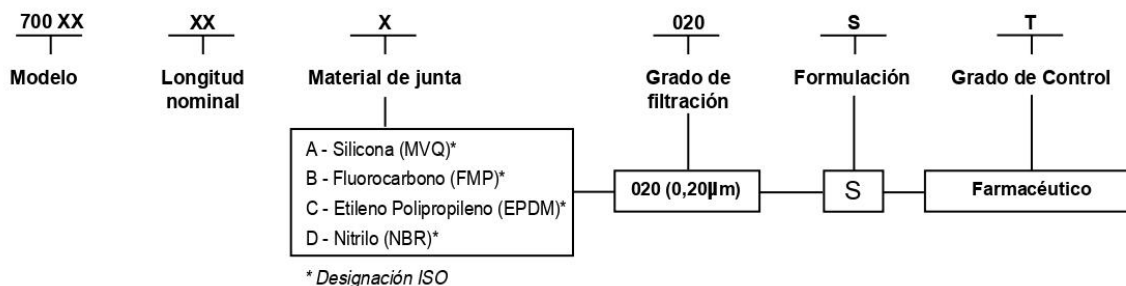 700 XX XX X 020 S T
Modelo Longitud nominal Material de junta Grado de filtración Formulación Grado de Control
A - Silicona (MVQ)*
B - Fluorocarbono (FMP)*
C - Etileno Polipropileno (EPDM)*
D - Nitrilo (NBR)*
020 (0,20µm) S Farmacéutico
* Designación ISO